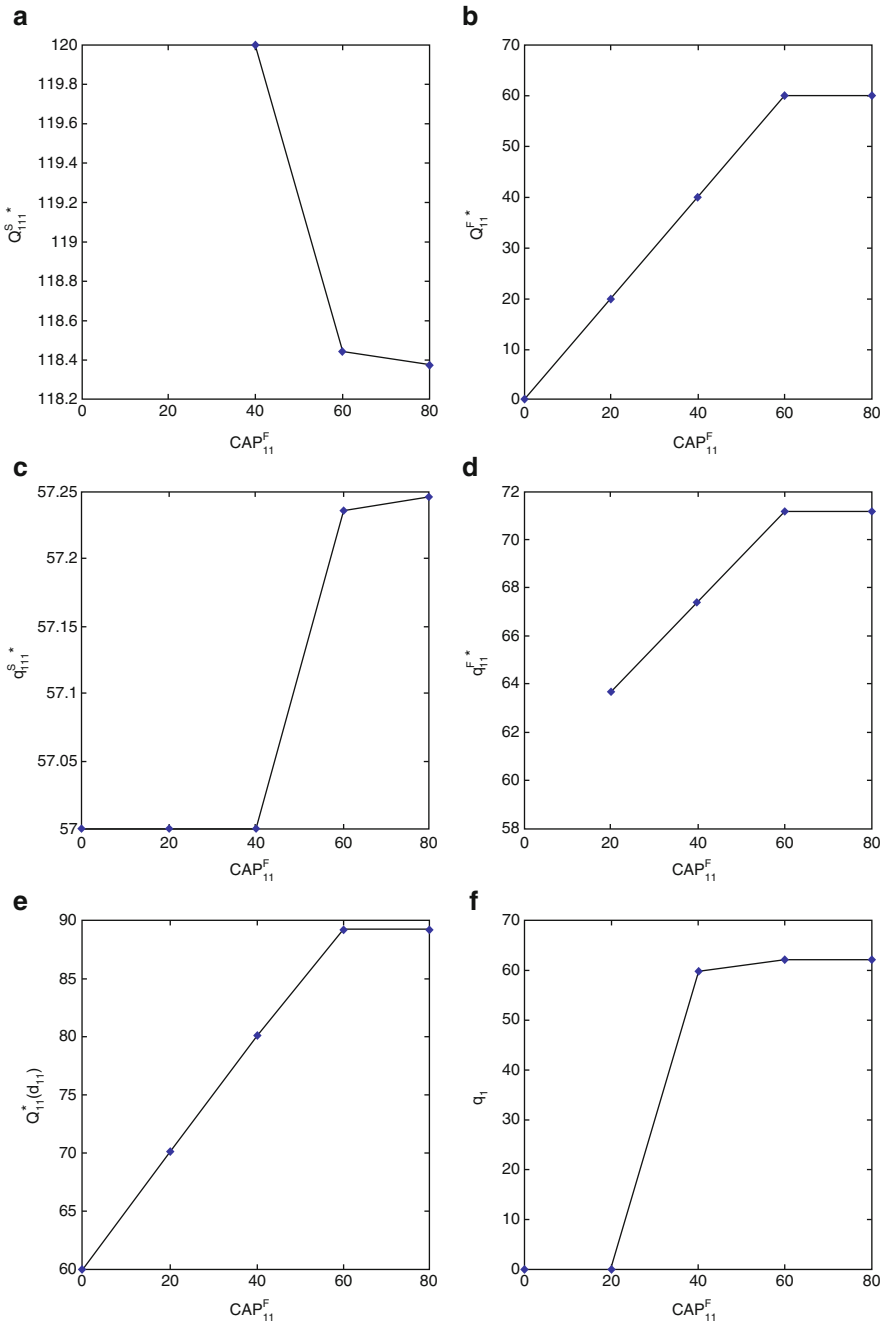 a
120
119.8
119.6
119.4
119.2
119
118.8
118.6
118.4
118.2
0 20 40 60 80
Q^S_111*
CAP^F_11
b
70
60
50
40
30
20
10
0
0 20 40 60 80
Q^F_11*
CAP^F_11
c
57.25
57.2
57.15
57.1
57.05
57
0 20 40 60 80
q^S_111*
CAP^F_11
d
72
70
68
66
64
62
60
58
0 20 40 60 80
q^F_11*
CAP^F_11
e
90
85
80
75
70
65
60
0 20 40 60 80
Q^*_11(d_11)
CAP^F_11
f
70
60
50
40
30
20
10
0
0 20 40 60 80
q_1
CAP^F_11